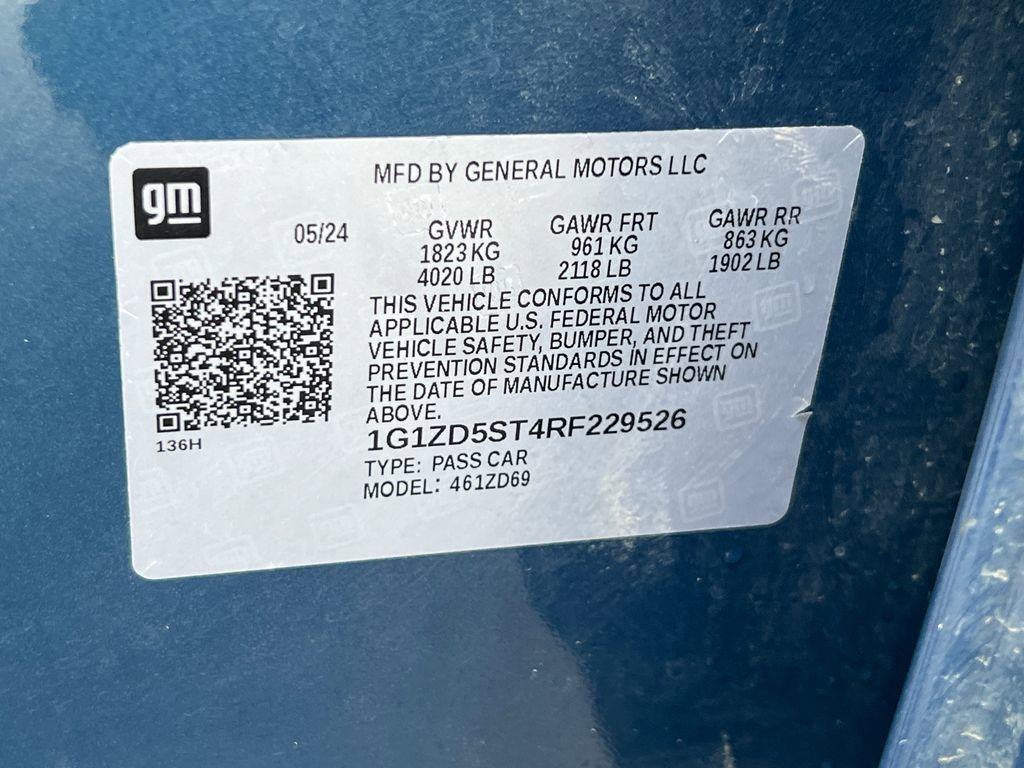 gm
MFD BY GENERAL MOTORS LLC
05/24 GVWR GAWR FRT GAWR RR
1823 KG 961 KG 863 KG
4020 LB 2118 LB 1902 LB
THIS VEHICLE CONFORMS TO ALL
APPLICABLE U.S. FEDERAL MOTOR
VEHICLE SAFETY, BUMPER, AND THEFT
PREVENTION STANDARDS IN EFFECT ON
THE DATE OF MANUFACTURE SHOWN
ABOVE.
136H
1G1ZD5ST4RF229526
TYPE: PASS CAR
MODEL: 461ZD69